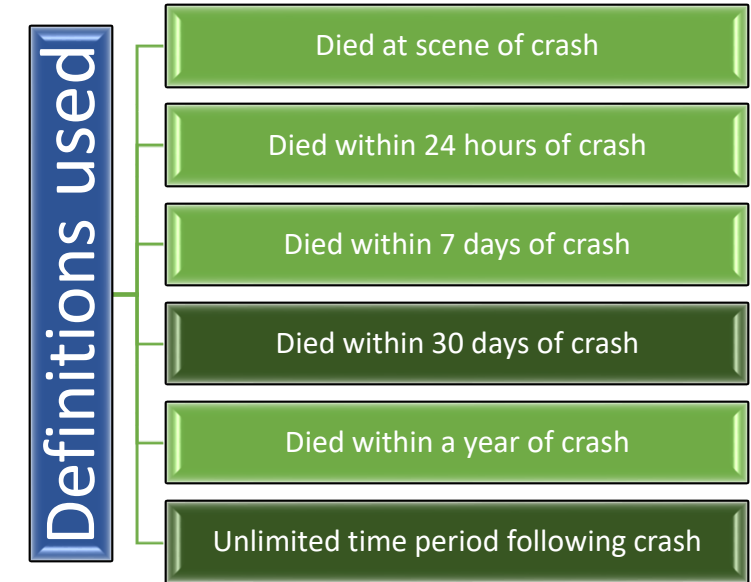 Definitions used
Died at scene of crash
Died within 24 hours of crash
Died within 7 days of crash
Died within 30 days of crash
Died within a year of crash
Unlimited time period following crash